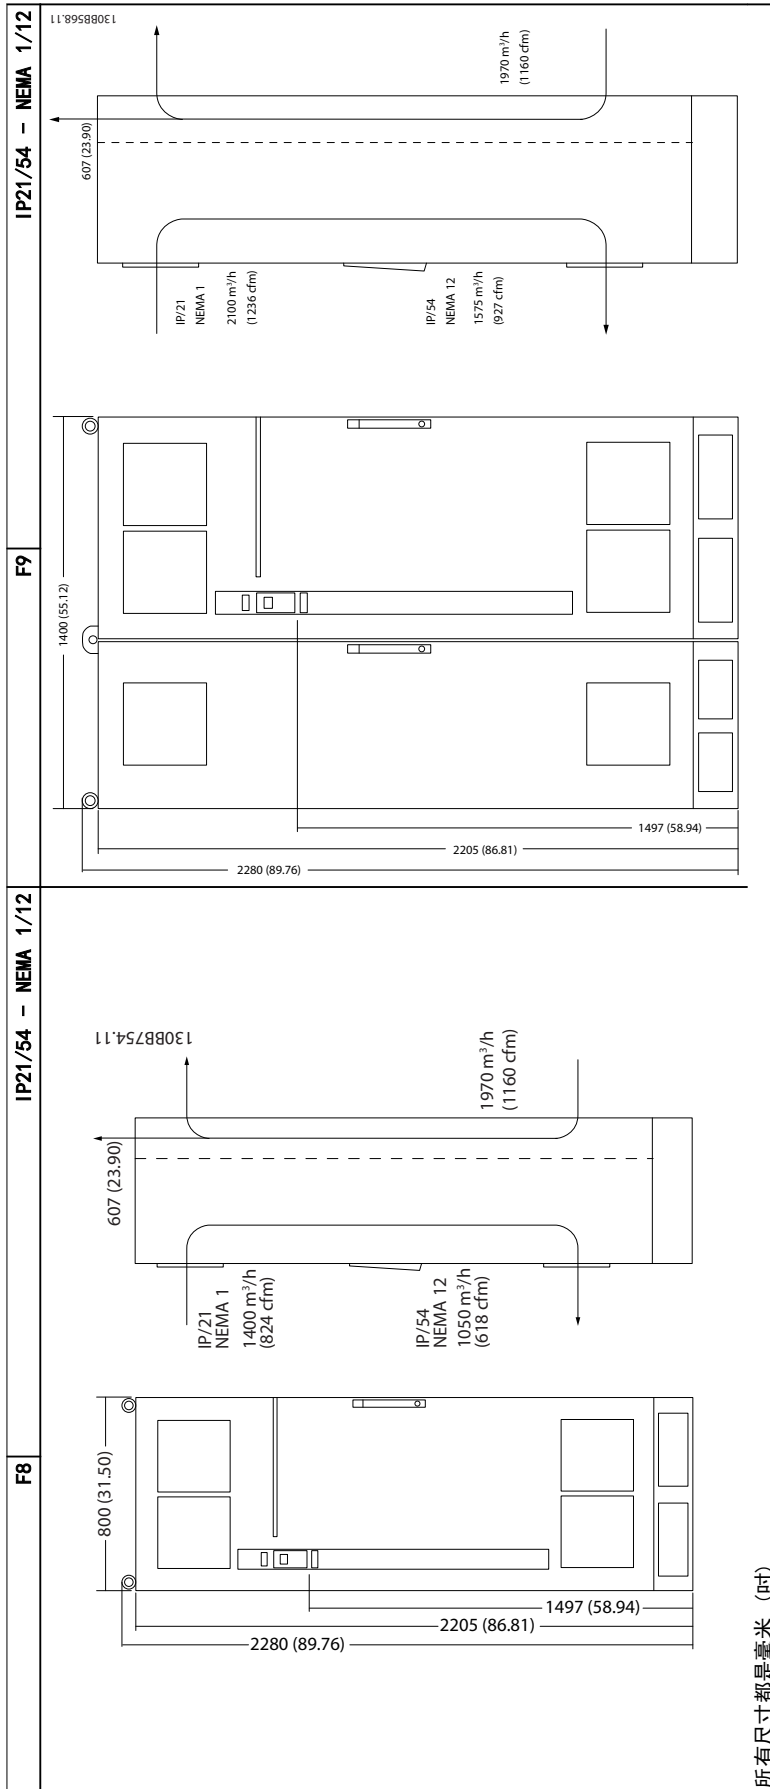 F8
IP21/54 - NEMA 1/12
F9
IP21/54 - NEMA 1/12
800 (31.50)
2280 (89.76)
2205 (86.81)
1497 (58.94)
IP/21
NEMA 1
1400 m³/h
(824 cfm)
IP/54
NEMA 12
1050 m³/h
(618 cfm)
607 (23.90)
1970 m³/h
(1160 cfm)
130BB754.11
1400 (55.12)
2280 (89.76)
2205 (86.81)
1497 (58.94)
IP/21
NEMA 1
2100 m³/h
(1236 cfm)
IP/54
NEMA 12
1575 m³/h
(927 cfm)
607 (23.90)
1970 m³/h
(1160 cfm)
130BB568.11
所有尺寸都是毫米（吋）